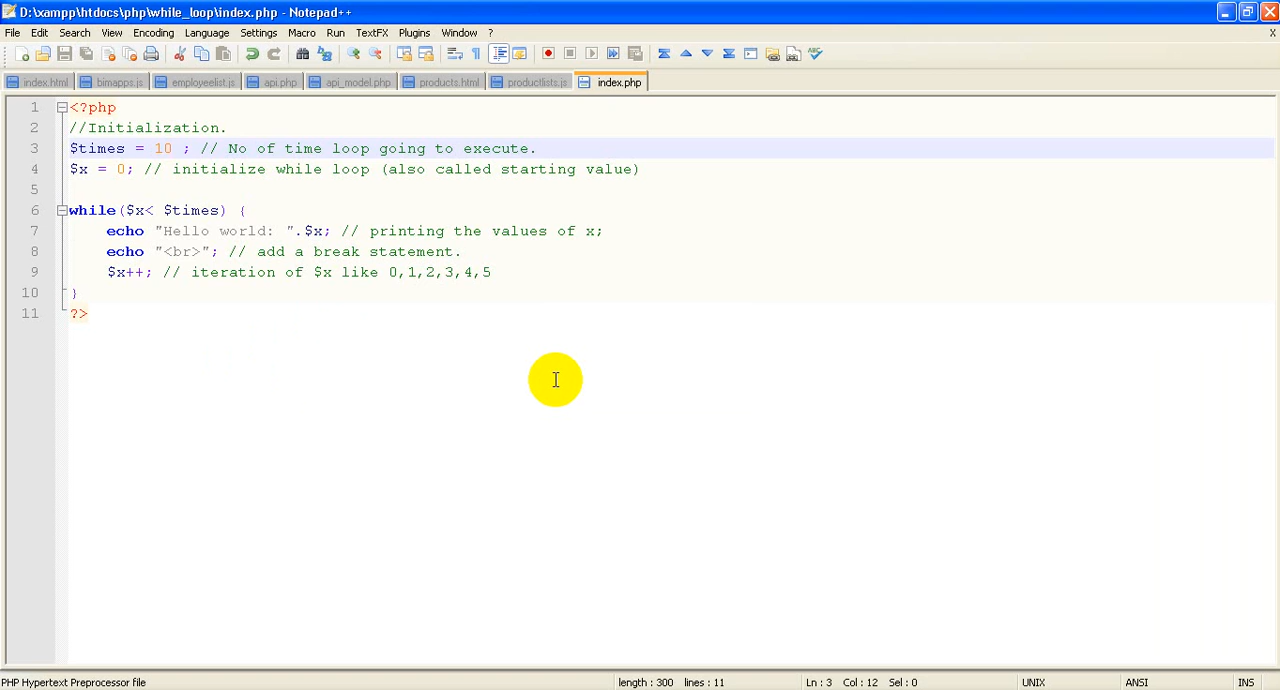 D:\xampp\htdocs\php\while_loop\index.php - Notepad++
File Edit Search View Encoding Language Settings Macro Run TextFX Plugins Window ? X
index.html bimapps.js employeelist.js api.php api_model.php products.html productlists.js index.php
1 <?php
2 //Initialization.
3 $times = 10 ; // No of time loop going to execute.
4 $x = 0; // initialize while loop (also called starting value)
5
6 while($x< $times) {
7 echo "Hello world: ".$x; // printing the values of x;
8 echo "<br>"; // add a break statement.
9 $x++; // iteration of $x like 0,1,2,3,4,5
10 }
11 ?>
PHP Hypertext Preprocessor file length : 300 lines : 11 Ln : 3 Col : 12 Sel : 0 UNIX ANSI INS